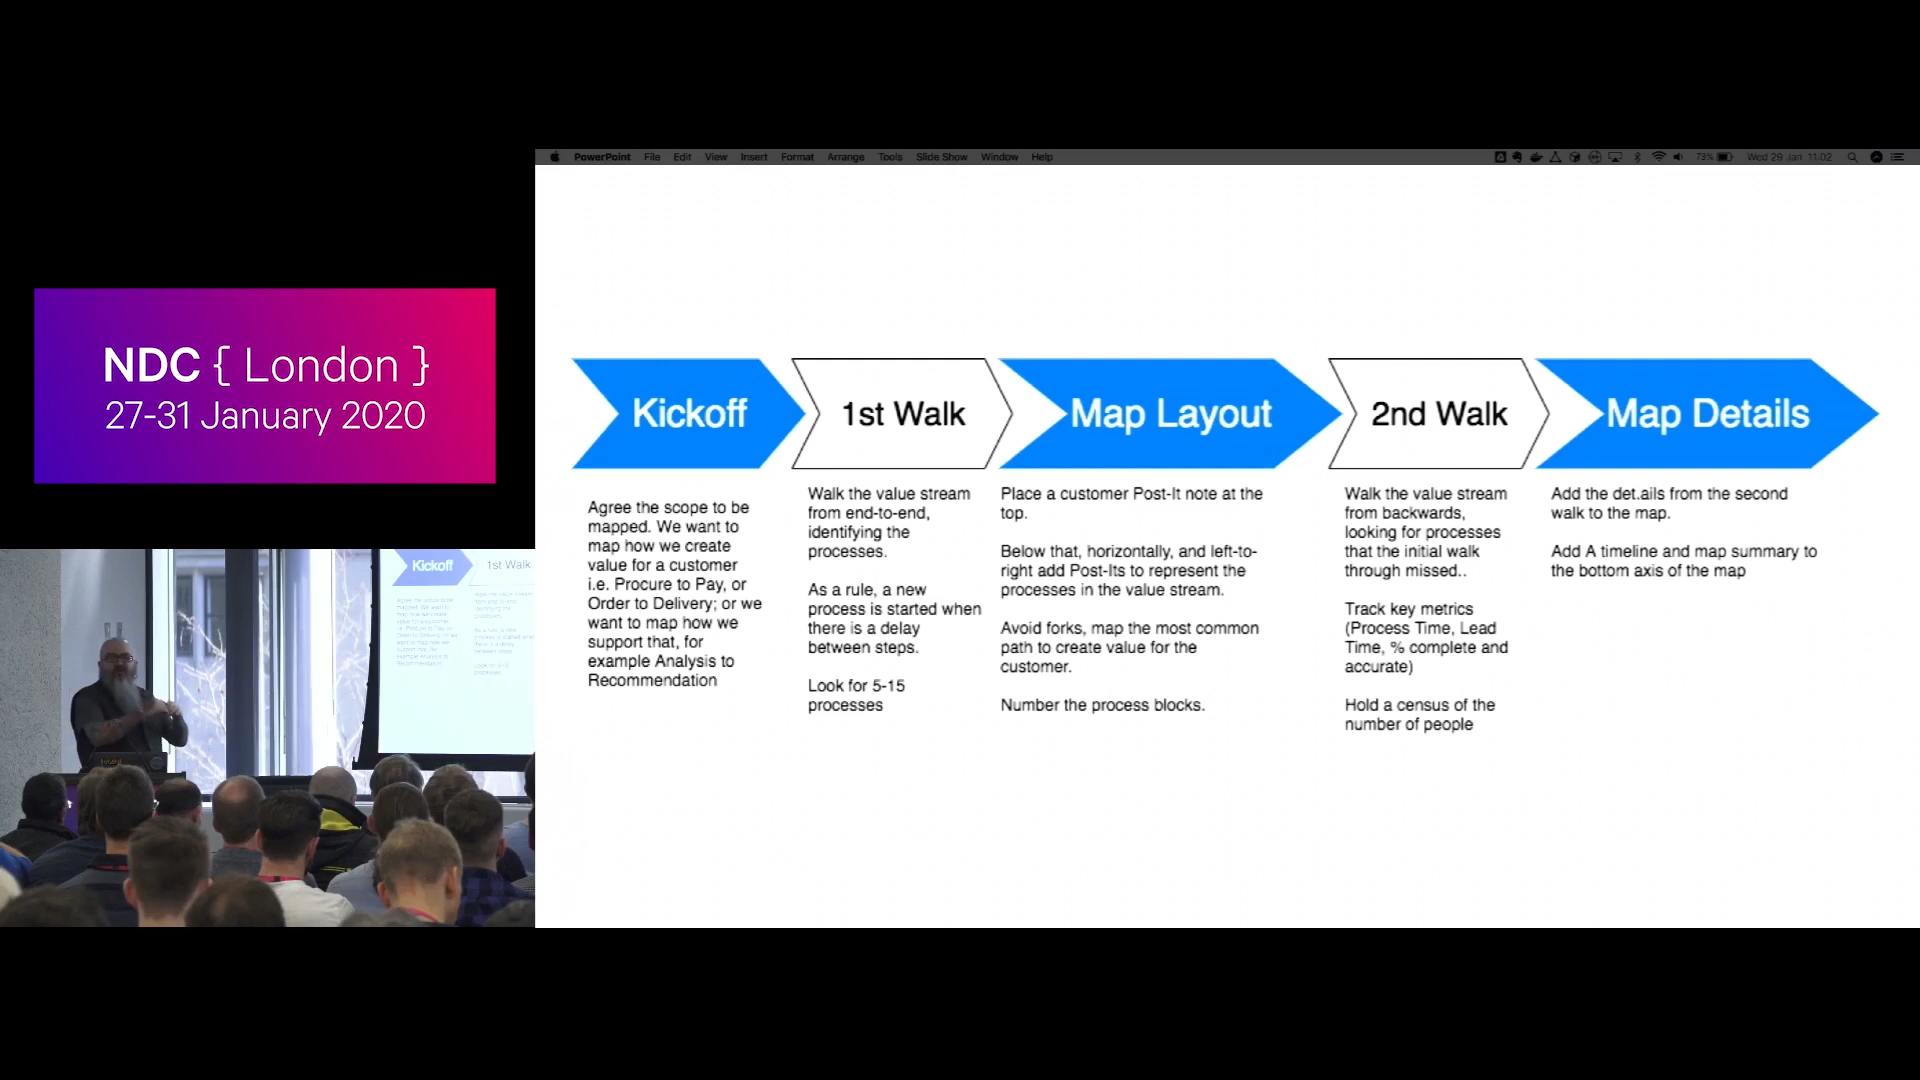 PowerPoint File Edit View Insert Format Arrange Tools Slide Show Window Help
73% Wed 29 Jan 11:02
NDC { London }
27-31 January 2020
Kickoff
Agree the scope to be
mapped. We want to
map how we create
value for a customer
i.e. Procure to Pay, or
Order to Delivery; or we
want to map how we
support that, for
example Analysis to
Recommendation
1st Walk
Walk the value stream
from end-to-end,
identifying the
processes.
As a rule, a new
process is started when
there is a delay
between steps.
Look for 5-15
processes
Map Layout
Place a customer Post-It note at the
top.
Below that, horizontally, and left-to-
right add Post-Its to represent the
processes in the value stream.
Avoid forks, map the most common
path to create value for the
customer.
Number the process blocks.
2nd Walk
Walk the value stream
from backwards,
looking for processes
that the initial walk
through missed..
Track key metrics
(Process Time, Lead
Time, % complete and
accurate)
Hold a census of the
number of people
Map Details
Add the det.ails from the second
walk to the map.
Add A timeline and map summary to
the bottom axis of the map
Kickoff
1st Walk